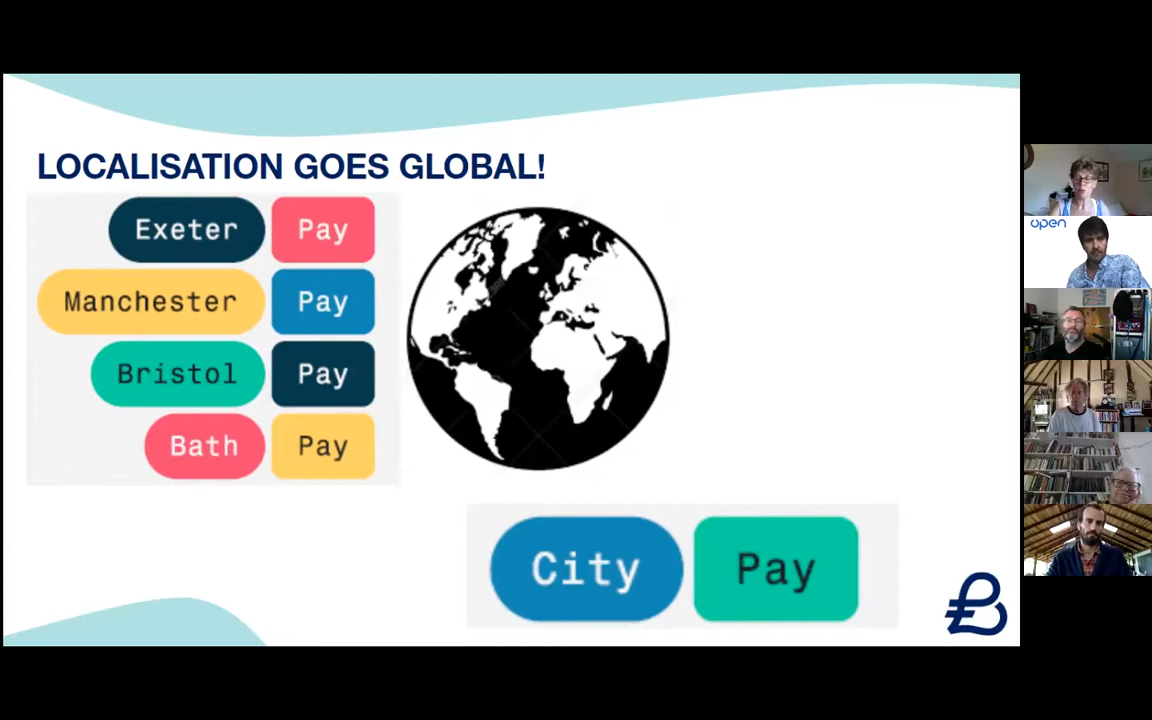 LOCALISATION GOES GLOBAL!
Exeter Pay
Manchester Pay
Bristol Pay
Bath Pay
City Pay
open